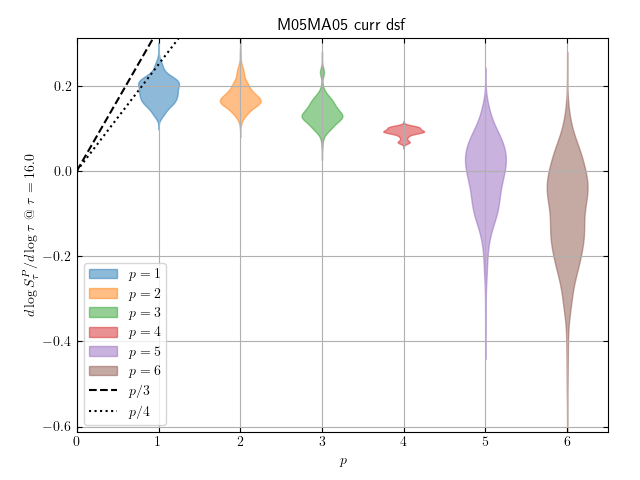 M05MA05 curr dsf
d log S_τ^P / d log τ @ τ = 16.0
0.2
0.0
−0.2
−0.4
−0.6
p = 1
p = 2
p = 3
p = 4
p = 5
p = 6
p/3
p/4
0 1 2 3 4 5 6
p